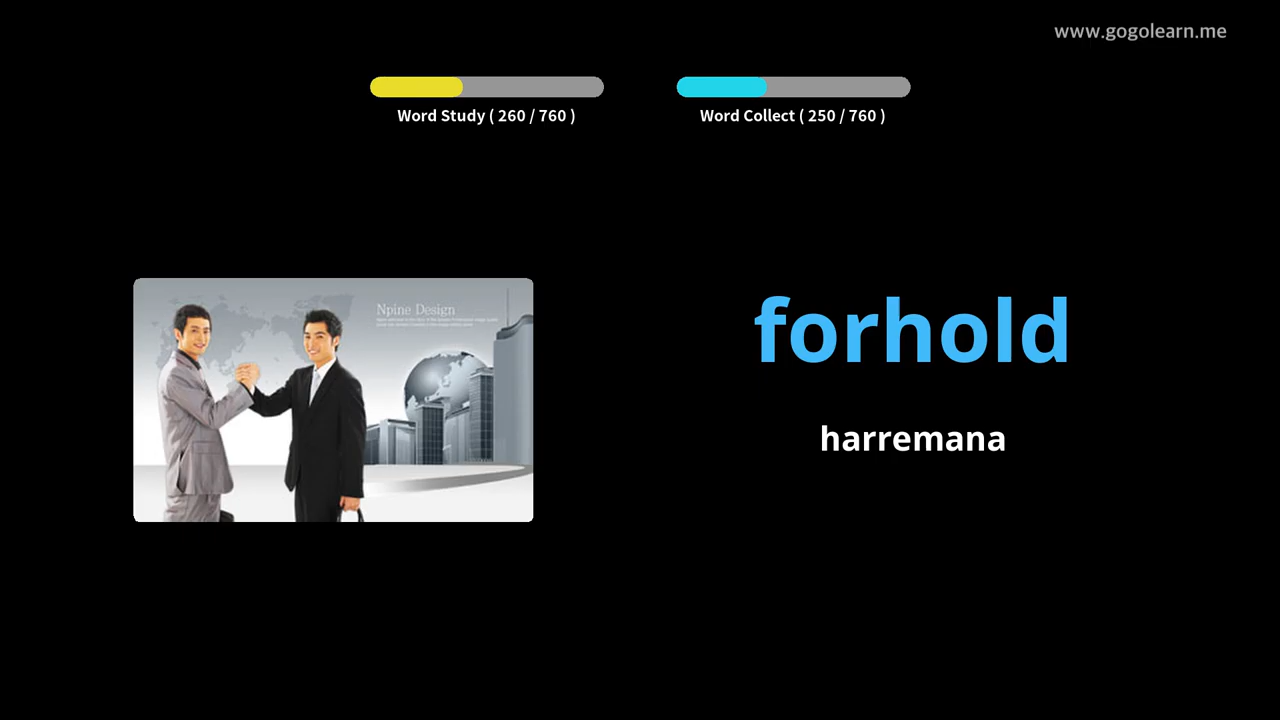 www.gogolearn.me
Word Study ( 260 / 760 )
Word Collect ( 250 / 760 )
Npine Design
forhold
harremana